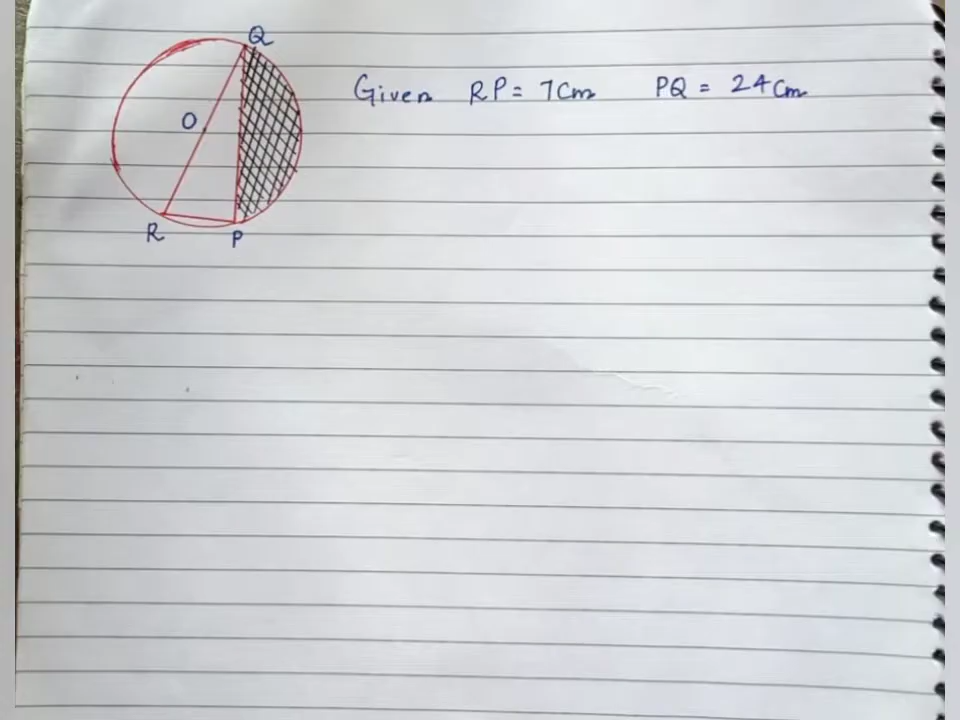 Q
Given RP = 7cm PQ = 24cm
O
R P